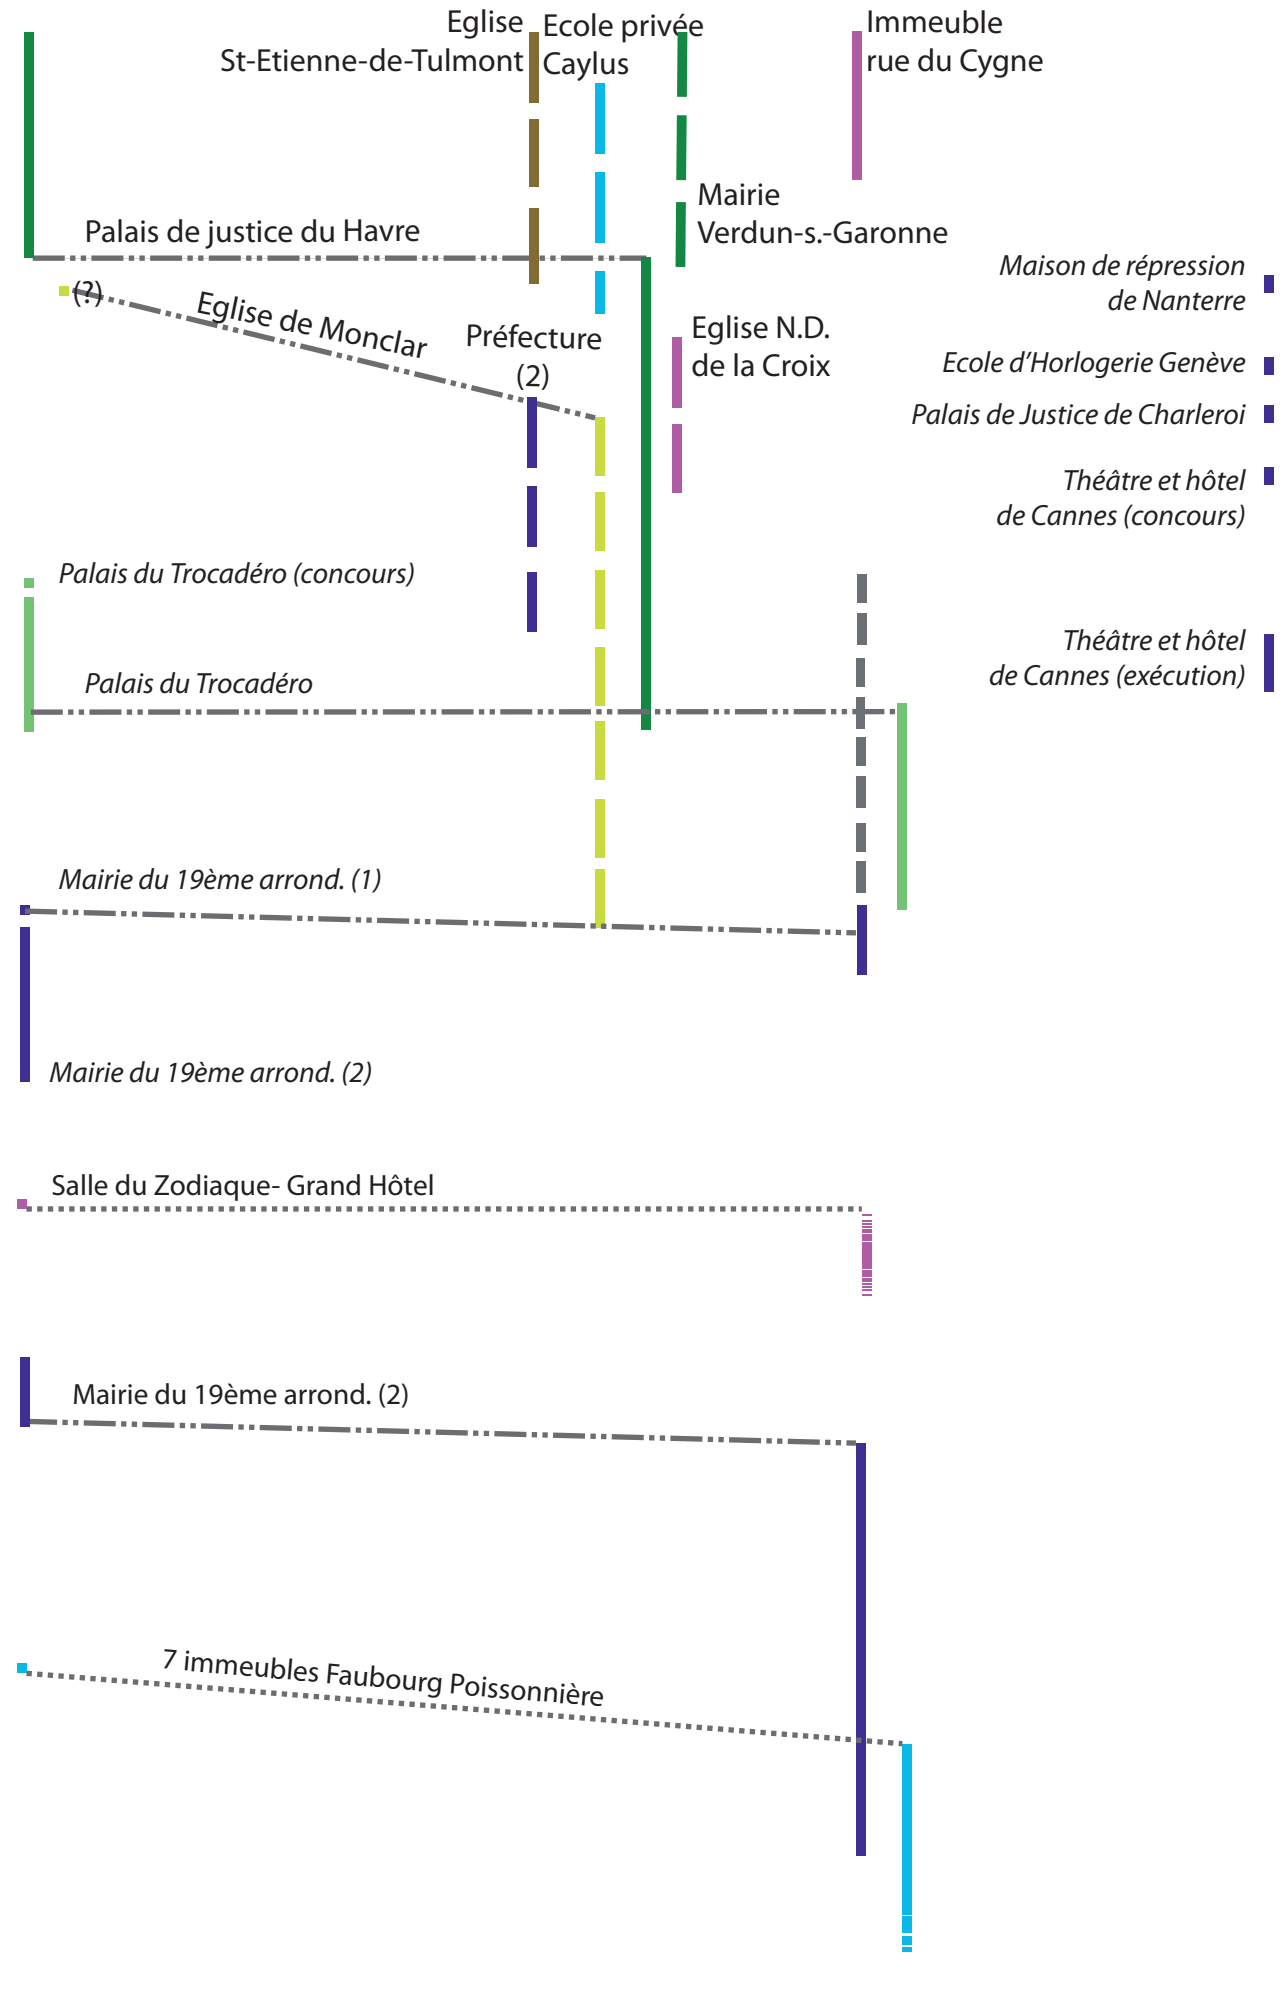 Eglise
St-Etienne-de-Tulmont
Ecole privée
Caylus
Immeuble
rue du Cygne
Mairie
Verdun-s.-Garonne
Palais de justice du Havre
Maison de répression
de Nanterre
(?)
Eglise de Monclar
Préfecture
(2)
Eglise N.D.
de la Croix
Ecole d'Horlogerie Genève
Palais de Justice de Charleroi
Théâtre et hôtel
de Cannes (concours)
Palais du Trocadéro (concours)
Théâtre et hôtel
de Cannes (exécution)
Palais du Trocadéro
Mairie du 19ème arrond. (1)
Mairie du 19ème arrond. (2)
Salle du Zodiaque- Grand Hôtel
Mairie du 19ème arrond. (2)
7 immeubles Faubourg Poissonnière